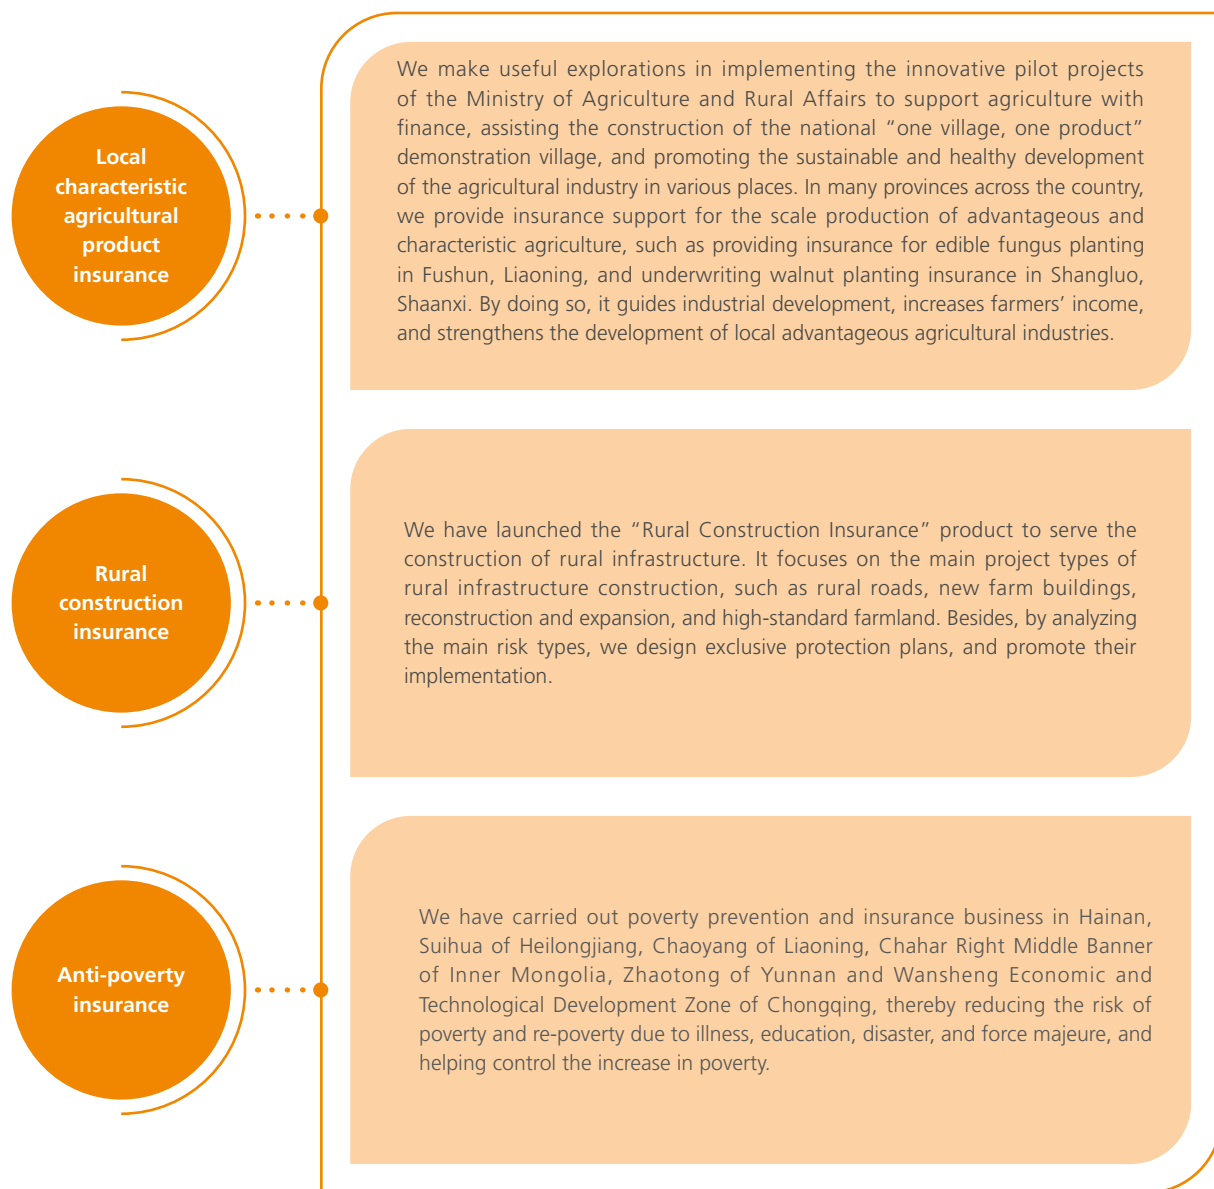 Local
characteristic
agricultural
product
insurance
We make useful explorations in implementing the innovative pilot projects
of the Ministry of Agriculture and Rural Affairs to support agriculture with
finance, assisting the construction of the national “one village, one product”
demonstration village, and promoting the sustainable and healthy development
of the agricultural industry in various places. In many provinces across the country,
we provide insurance support for the scale production of advantageous and
characteristic agriculture, such as providing insurance for edible fungus planting
in Fushun, Liaoning, and underwriting walnut planting insurance in Shangluo,
Shaanxi. By doing so, it guides industrial development, increases farmers’ income,
and strengthens the development of local advantageous agricultural industries.
Rural
construction
insurance
We have launched the “Rural Construction Insurance” product to serve the
construction of rural infrastructure. It focuses on the main project types of
rural infrastructure construction, such as rural roads, new farm buildings,
reconstruction and expansion, and high-standard farmland. Besides, by analyzing
the main risk types, we design exclusive protection plans, and promote their
implementation.
Anti-poverty
insurance
We have carried out poverty prevention and insurance business in Hainan,
Suihua of Heilongjiang, Chaoyang of Liaoning, Chahar Right Middle Banner
of Inner Mongolia, Zhaotong of Yunnan and Wansheng Economic and
Technological Development Zone of Chongqing, thereby reducing the risk of
poverty and re-poverty due to illness, education, disaster, and force majeure, and
helping control the increase in poverty.